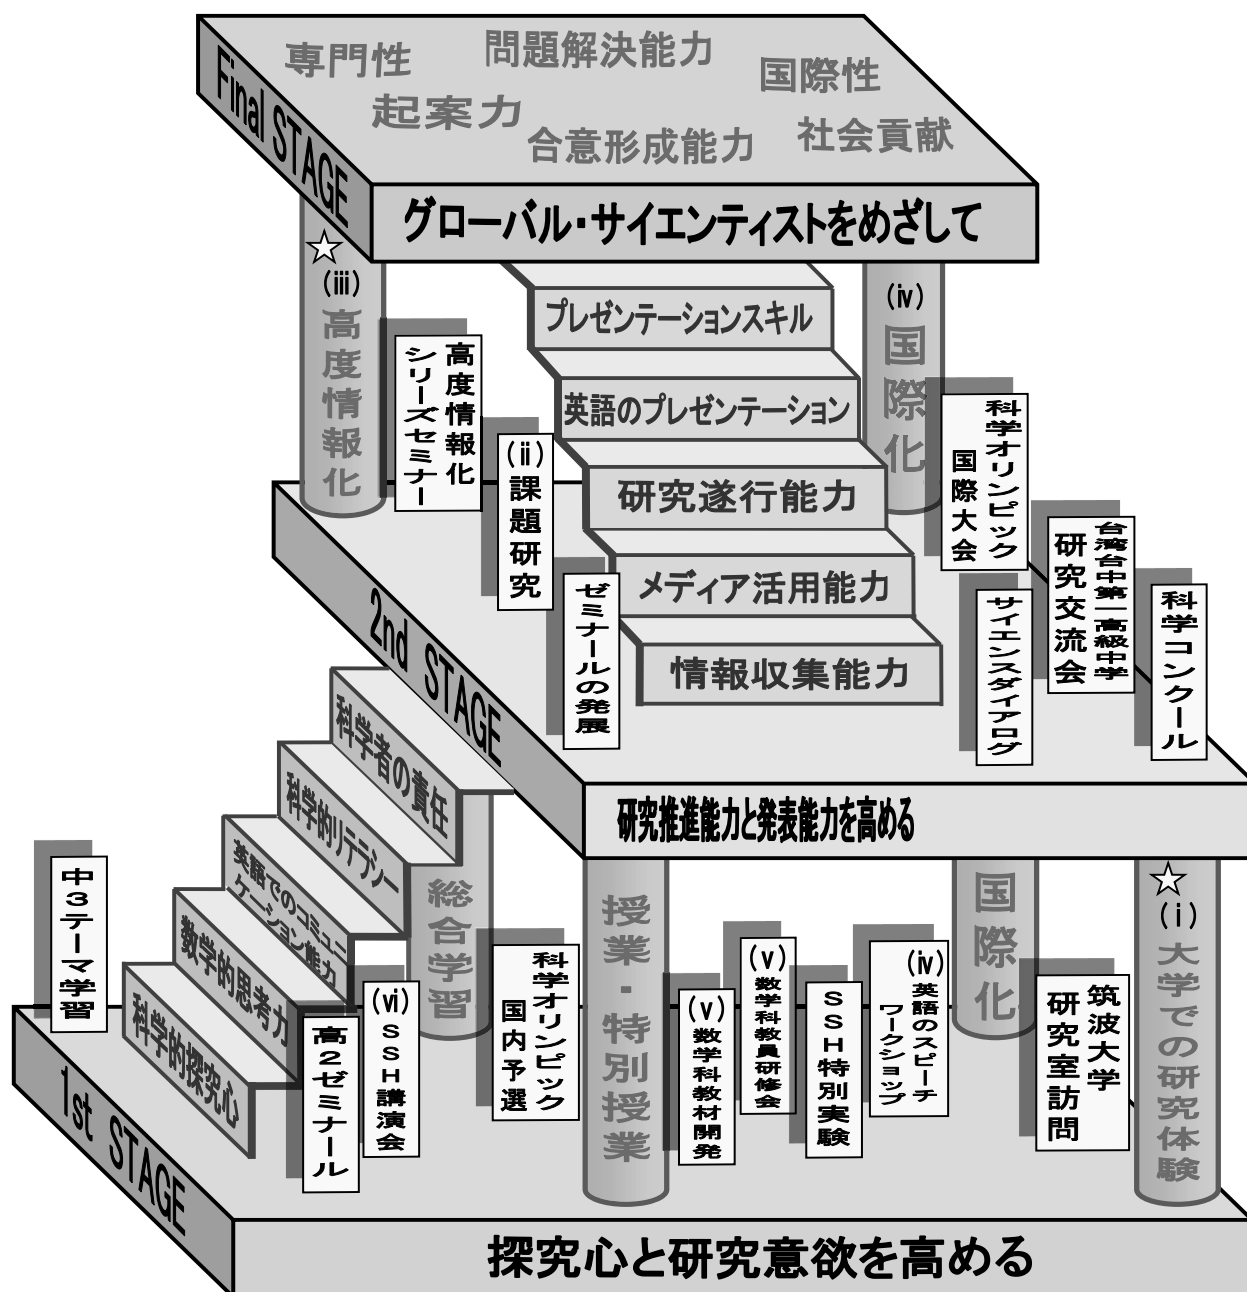 専門性
問題解決能力
国際性
起案力
合意形成能力
社会貢献
Final STAGE
グローバル・サイエンティストをめざして
☆
(iii)
高度情報化
高度情報化
シリーズセミナー
(ii)
課題研究
ゼミナールの発展
プレゼンテーションスキル
英語のプレゼンテーション
研究遂行能力
メディア活用能力
情報収集能力
(iv)
国際化
科学オリンピック
国際大会
台湾台中第一高級中学
研究交流会
サイエンスダイアログ
科学コンクール
2nd STAGE
研究推進能力と発表能力を高める
科学者の責任
科学的リテラシー
英語でのコミュニ
ケーション能力
数学的思考力
科学的探究心
中3テーマ学習
高2ゼミナール
(vi)
SSH講演会
総合学習
科学オリンピック
国内予選
授業・特別授業
(v)
数学科教材開発
(v)
数学科教員研修会
SSH特別実験
(iv)
英語のスピーチ
ワークショップ
国際化
筑波大学
研究室訪問
☆
(i)
大学での研究体験
1st STAGE
探究心と研究意欲を高める